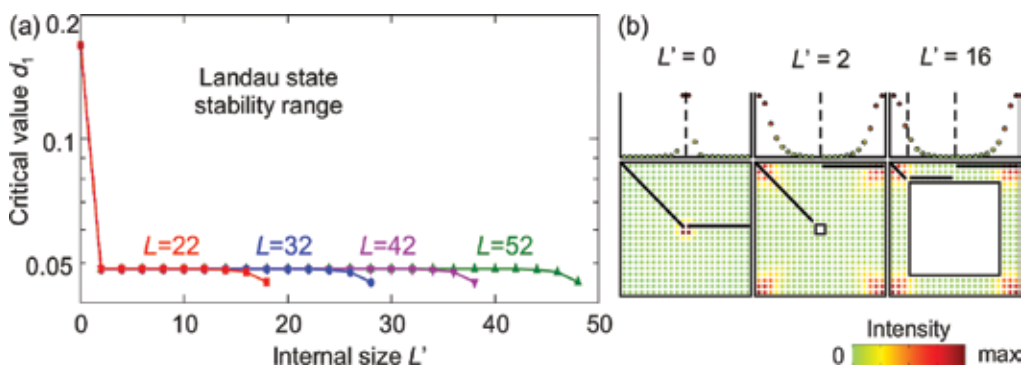 (a)
0.2
0.1
0.05
Critical value d₁
Landau state
stability range
L=22 L=32 L=42 L=52
0 10 20 30 40 50
Internal size L'
(b)
L' = 0 L' = 2 L' = 16
Intensity
0 max